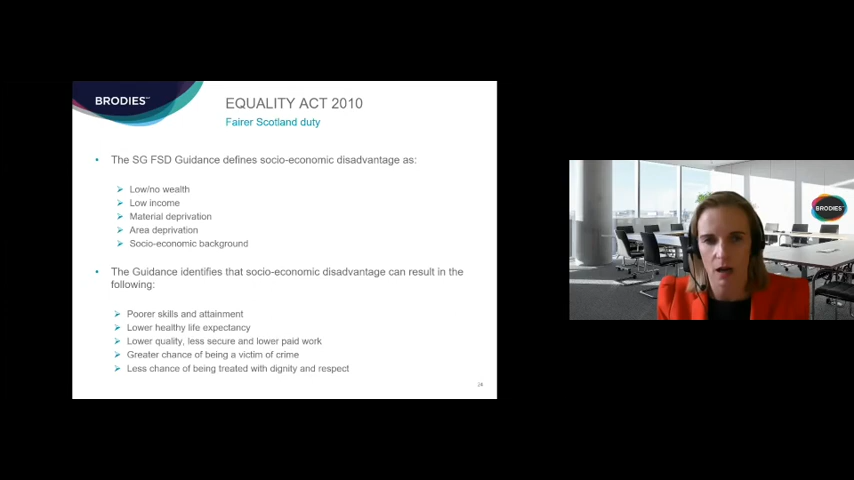 BRODIES LLP
EQUALITY ACT 2010
Fairer Scotland duty
• The SG FSD Guidance defines socio-economic disadvantage as:
➢ Low/no wealth
➢ Low income
➢ Material deprivation
➢ Area deprivation
➢ Socio-economic background
• The Guidance identifies that socio-economic disadvantage can result in the
following:
➢ Poorer skills and attainment
➢ Lower healthy life expectancy
➢ Lower quality, less secure and lower paid work
➢ Greater chance of being a victim of crime
➢ Less chance of being treated with dignity and respect
BRODIES